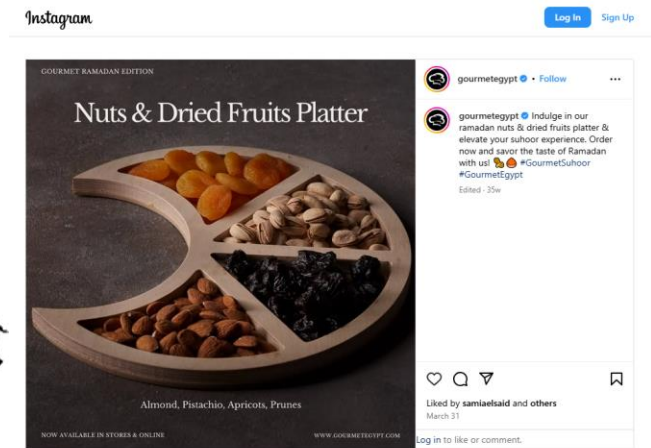 Instagram
Log In
Sign Up
GOURMET RAMADAN EDITION
Nuts & Dried Fruits Platter
Almond, Pistachio, Apricots, Prunes
NOW AVAILABLE IN STORES & ONLINE
WWW.GOURMETEGYPT.COM
gourmetegypt • Follow
gourmetegypt Indulge in our
ramadan nuts & dried fruits platter &
elevate your suhoor experience. Order
now and savor the taste of Ramadan
with us! #GourmetSuhoor
#GourmetEgypt
Edited · 35w
Liked by samiaelsaid and others
March 31
Log in to like or comment.